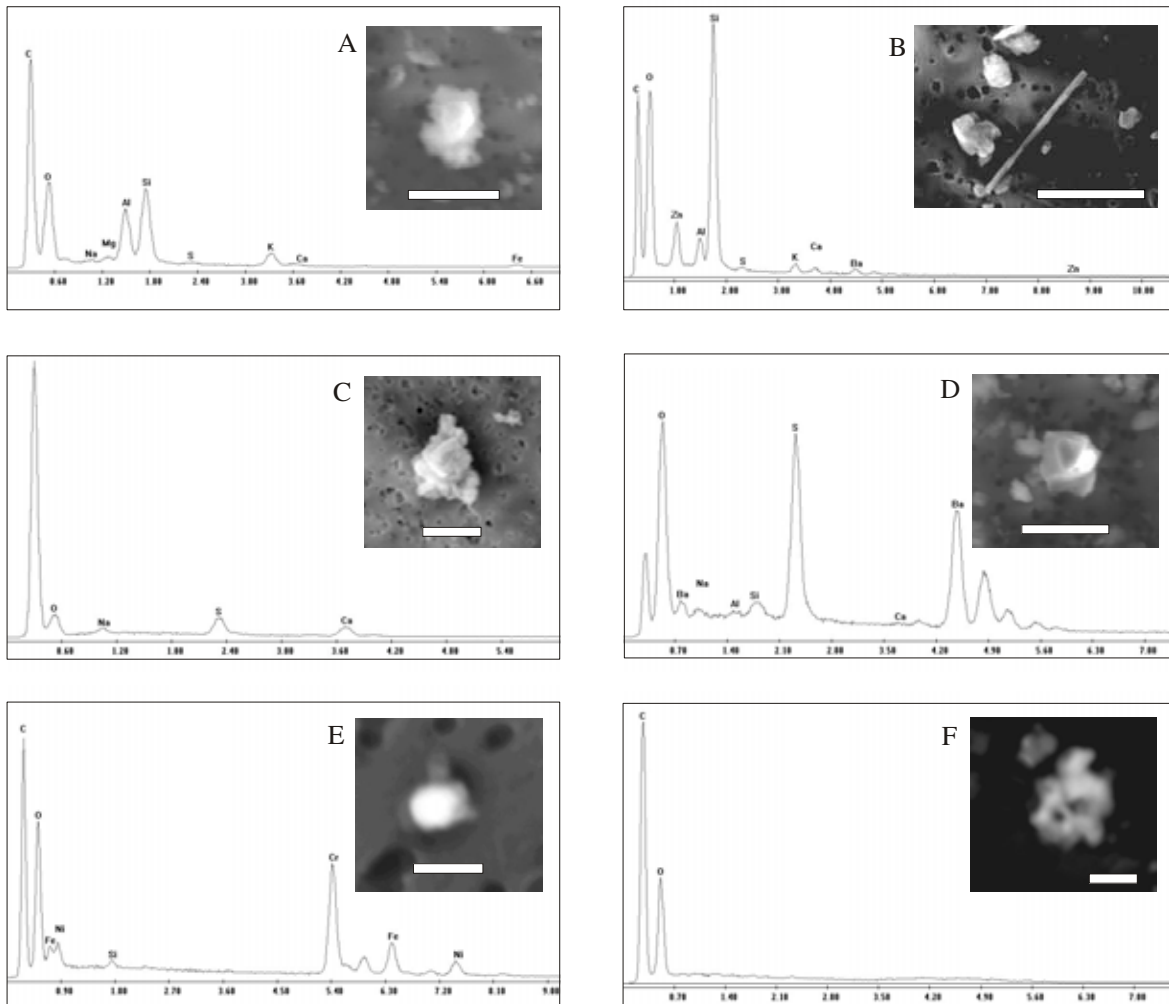 A
C
O
Na
Mg
Al
Si
S
K
Ca
Fe
0.60 1.20 1.80 2.40 3.00 3.60 4.20 4.80 5.40 6.00 6.60
B
C
O
Zn
Al
Si
S
K
Ca
Ba
Zn
1.00 2.00 3.00 4.00 5.00 6.00 7.00 8.00 9.00 10.00
C
O
Na
S
Ca
0.60 1.20 1.80 2.40 3.00 3.60 4.20 4.80 5.40
D
O
Ba
Na
Al
Si
S
Ca
Ba
0.70 1.40 2.10 2.80 3.50 4.20 4.90 5.60 6.30 7.00
E
C
O
Fe
Ni
Si
Cr
Fe
Ni
0.90 1.80 2.70 3.60 4.50 5.40 6.30 7.20 8.10 9.00
F
C
O
0.70 1.40 2.10 2.80 3.50 4.20 4.90 5.60 6.30 7.00